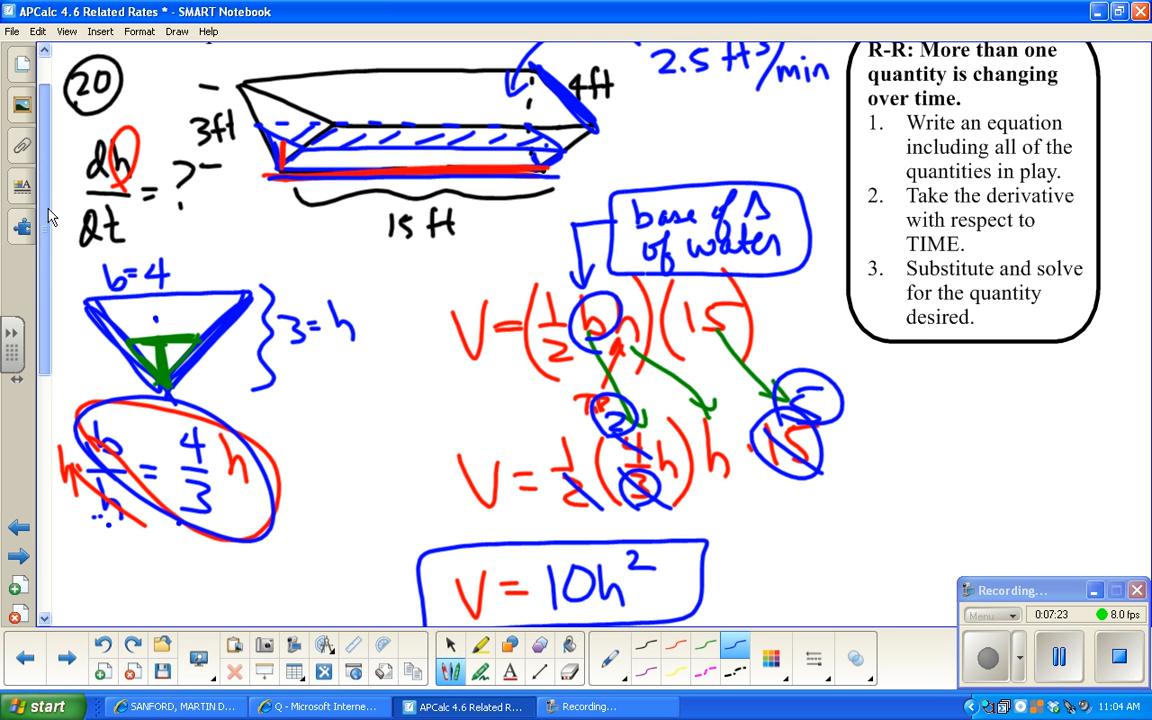 APCalc 4.6 Related Rates * - SMART Notebook
File Edit View Insert Format Tools Draw Help
20
2.5 ft³/min
4ft
3ft
dh/dt = ?
15 ft
R-R: More than one
quantity is changing
over time.
1. Write an equation
including all of the
quantities in play.
2. Take the derivative
with respect to
TIME.
3. Substitute and solve
for the quantity
desired.
base of Δ
of water
b=4
3=h
V = (1/2 b h)(15)
h· b/h = 4/3 h
2
5
V = 1/2 (4/3 h) h · 15
V = 10h²
Recording...
Menu
0:07:23
8.0 fps
start
SANFORD, MARTIN D...
Q - Microsoft Interne...
APCalc 4.6 Related R...
Recording...
11:04 AM